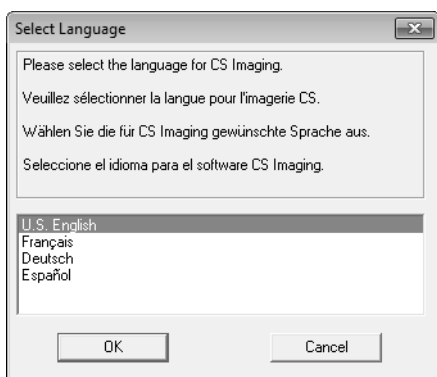 Select Language
Please select the language for CS Imaging.
Veuillez sélectionner la langue pour l'imagerie CS.
Wählen Sie die für CS Imaging gewünschte Sprache aus.
Seleccione el idioma para el software CS Imaging.
U.S. English
Français
Deutsch
Español
OK
Cancel